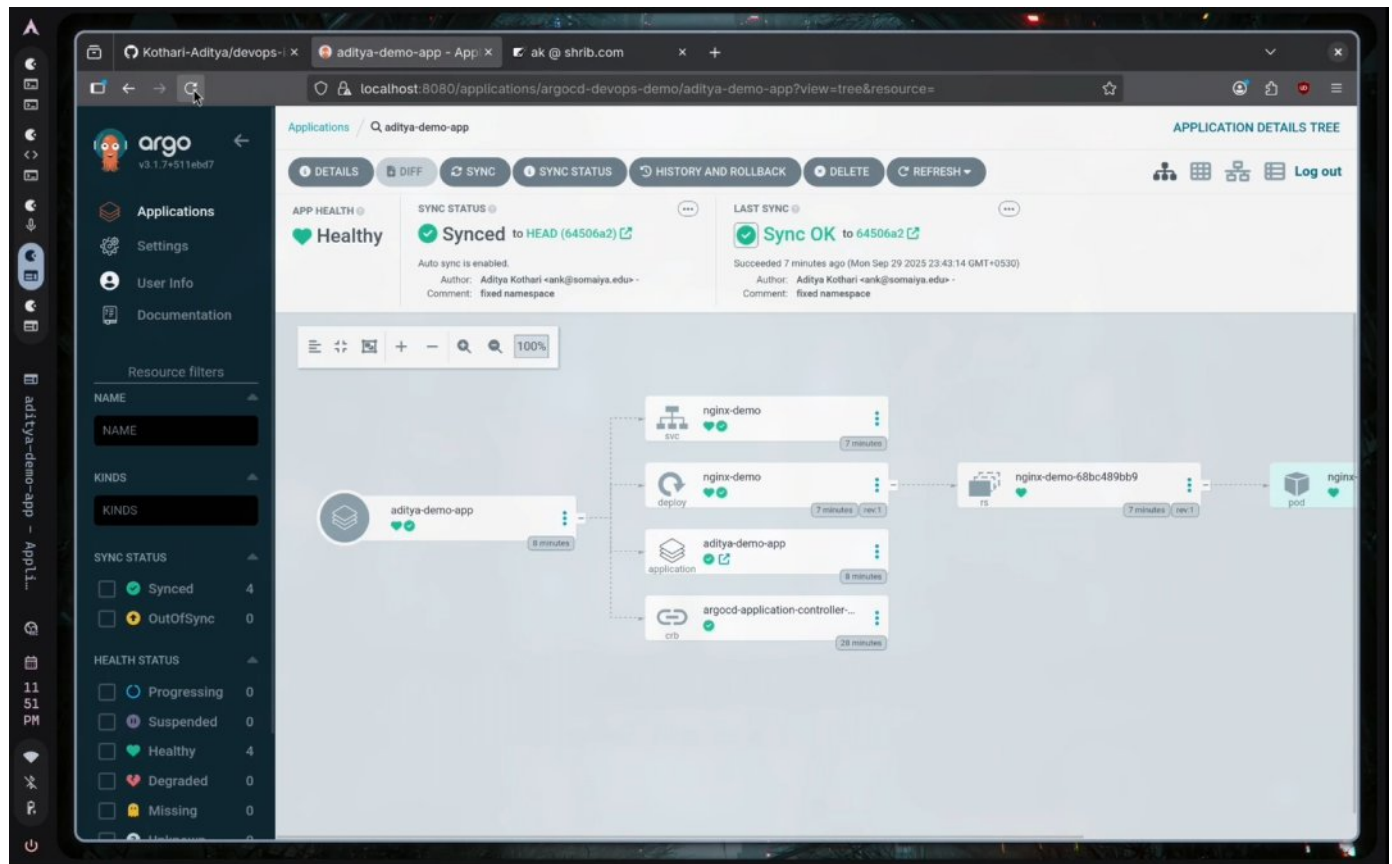 Kothari-Aditya/devops-
aditya-demo-app - App
ak @ shrib.com
localhost:8080/applications/argocd-devops-demo/aditya-demo-app?view=tree&resource=
argo
v3.1.7+511ebd7
Applications
Settings
User Info
Documentation
Resource filters
NAME
NAME
KINDS
KINDS
SYNC STATUS
Synced 4
OutOfSync 0
HEALTH STATUS
Progressing 0
Suspended 0
Healthy 4
Degraded 0
Missing 0
Applications / aditya-demo-app
APPLICATION DETAILS TREE
DETAILS DIFF SYNC SYNC STATUS HISTORY AND ROLLBACK DELETE REFRESH
Log out
APP HEALTH
Healthy
SYNC STATUS
Synced to HEAD (64506a2)
Auto sync is enabled.
Author: Aditya Kothari <ank@somaiya.edu> -
Comment: fixed namespace
LAST SYNC
Sync OK to 64506a2
Succeeded 7 minutes ago (Mon Sep 29 2025 23:43:14 GMT+0530)
Author: Aditya Kothari <ank@somaiya.edu> -
Comment: fixed namespace
100%
aditya-demo-app
8 minutes
nginx-demo
svc
7 minutes
nginx-demo
deploy
7 minutes rev:1
aditya-demo-app
application
8 minutes
argocd-application-controller-...
crb
28 minutes
nginx-demo-68bc489bb9
rs
7 minutes rev:1
nginx-
pod
aditya-demo-app - Appli...
11
51
PM